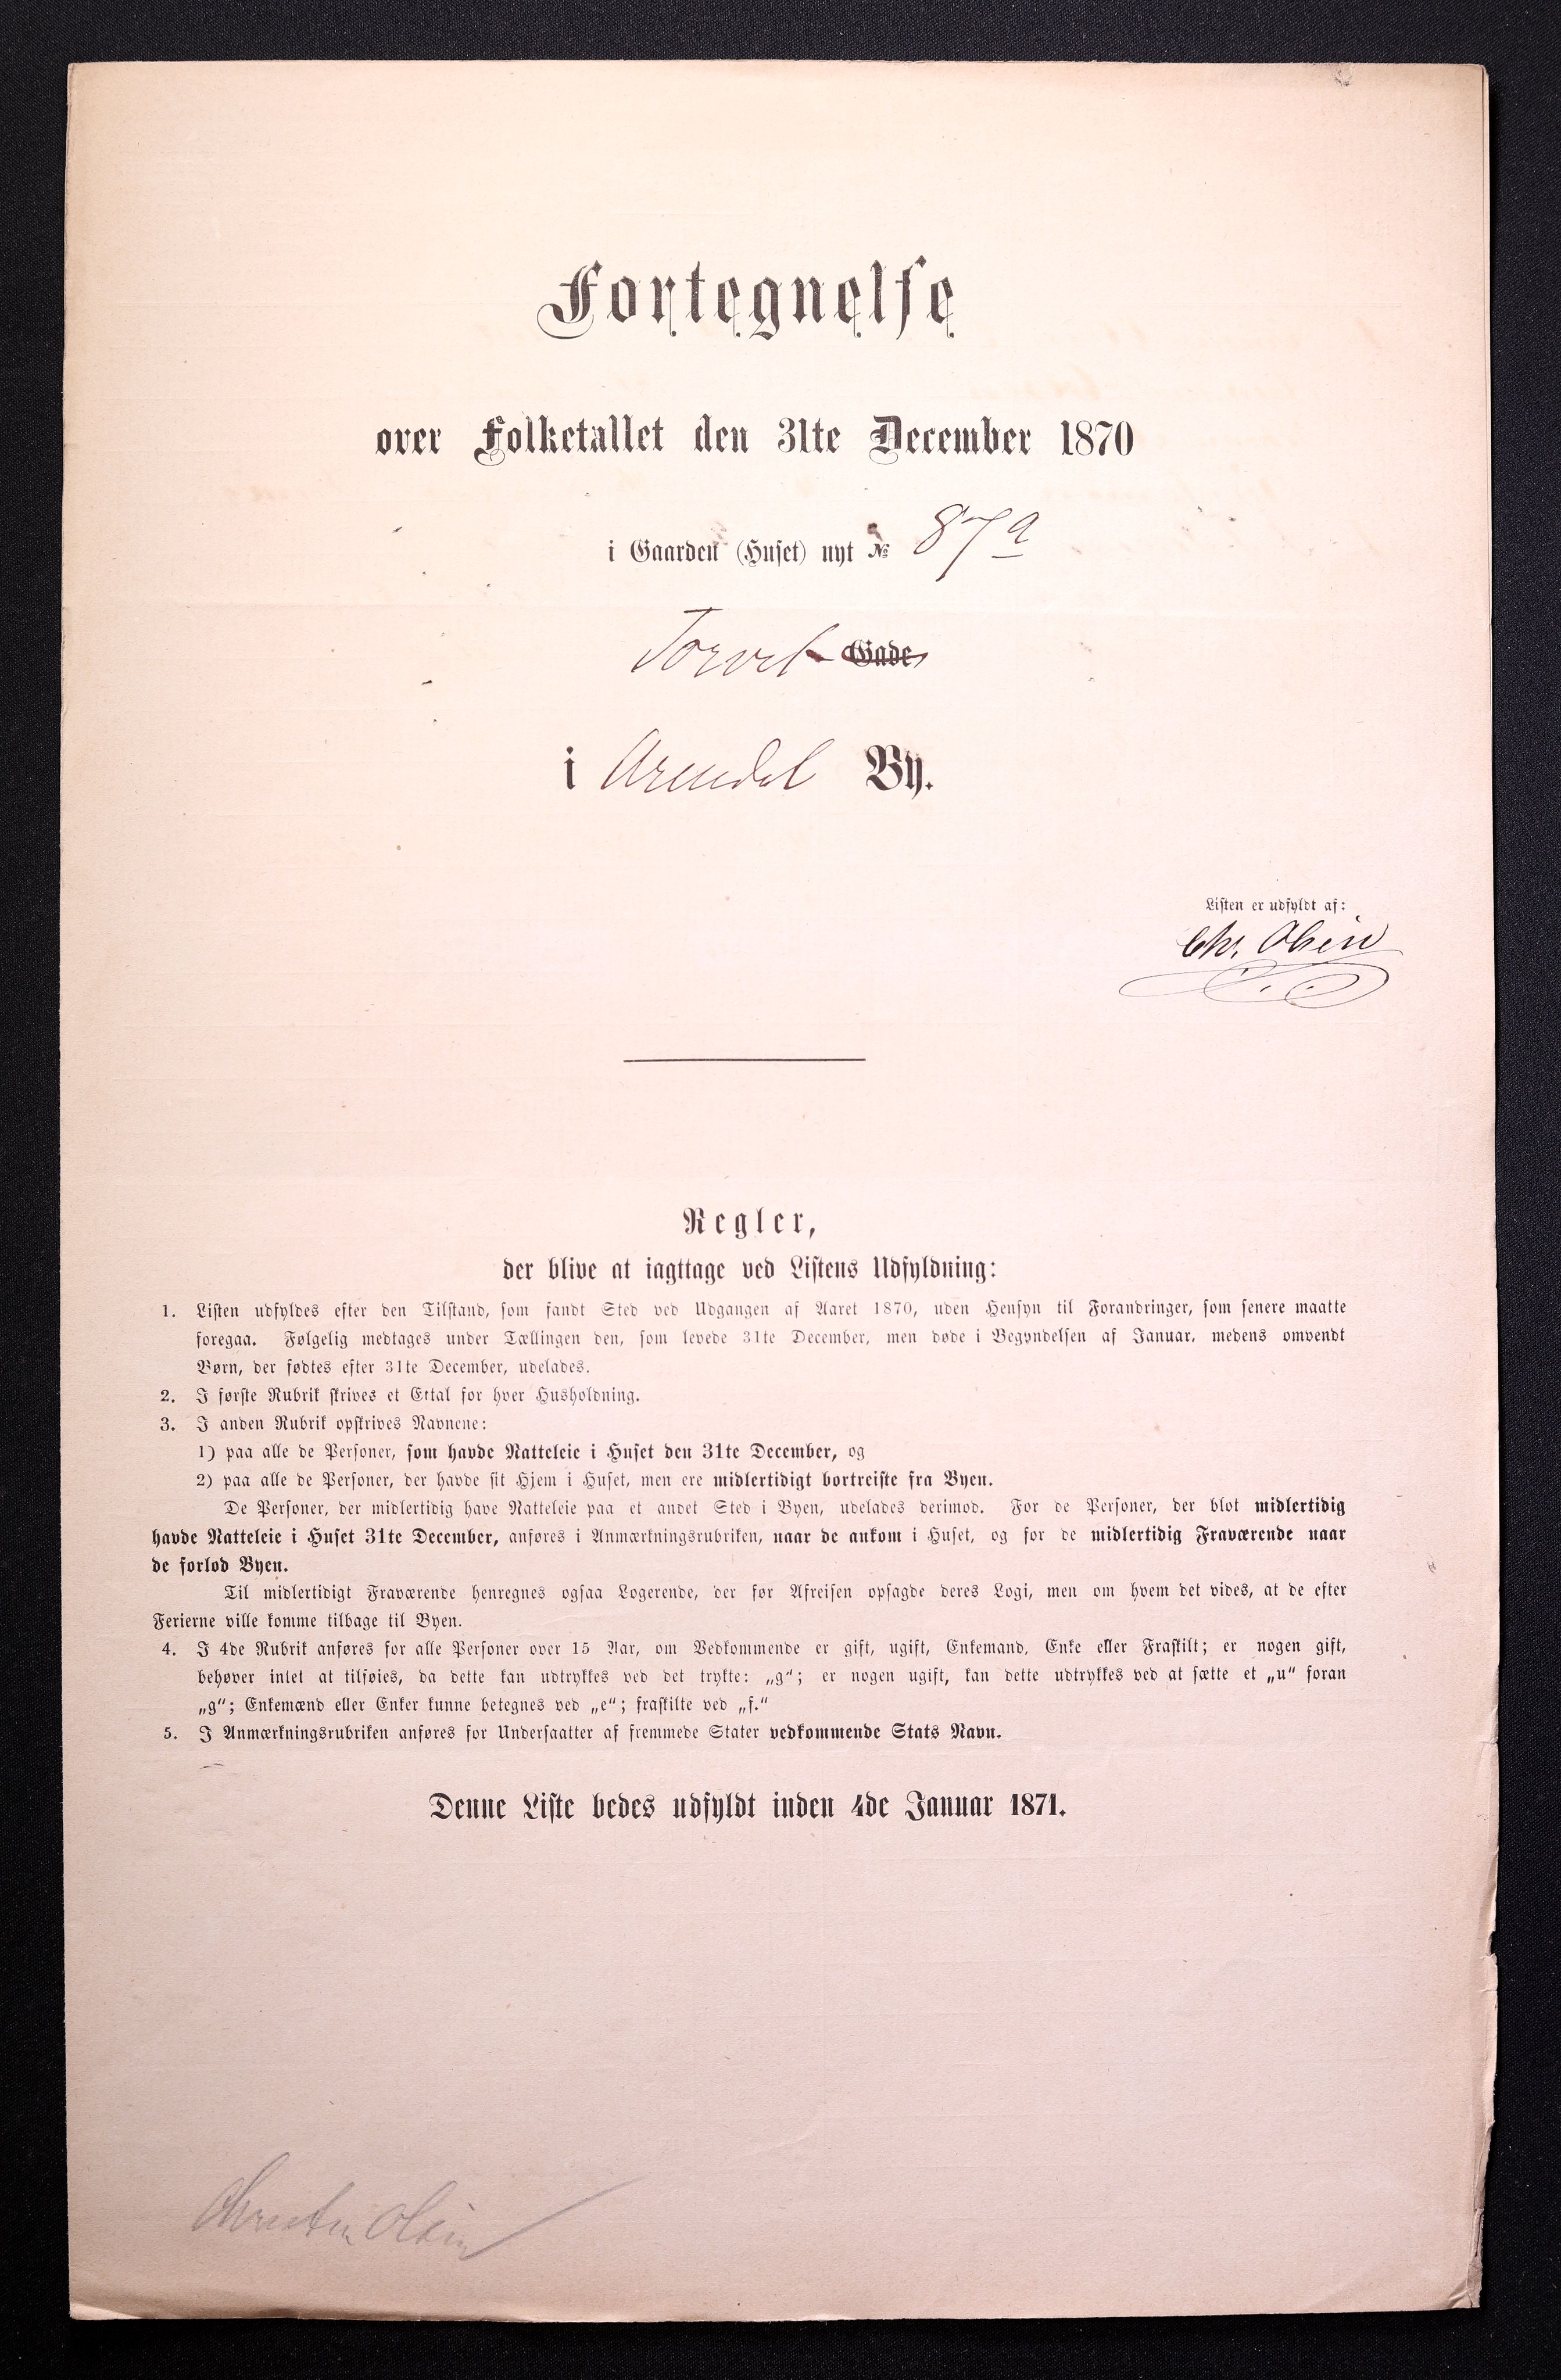 Fortegnelse
over Folketallet den 31te December 1870
i Gaarden (Huset) nyt № 87a
Torvet Gade
i Arendal By.
Listen er udfyldt af:
Chr. Olsen
Regler,
der blive at iagttage ved Listens Udfyldning:
1. Listen udfyldes efter den Tilstand, som fandt Sted ved Udgangen af Aaret 1870, uden Hensyn til Forandringer, som senere maatte
foregaa. Følgelig medtages under Tællingen den, som levede 31te December, men døde i Begyndelsen af Januar, medens omvendt
Børn, der fødtes efter 31te December, udelades.
2. I første Rubrik skrives et Ettal for hver Husholdning.
3. I anden Rubrik opskrives Navnene:
1) paa alle de Personer, som havde Natteleie i Huset den 31te December, og
2) paa alle de Personer, der havde sit Hjem i Huset, men ere midlertidigt bortreiste fra Byen.
De Personer, der midlertidig have Natteleie paa et andet Sted i Byen, udelades derimod. For de Personer, der blot midlertidig
havde Natteleie i Huset 31te December, anføres i Anmærkningsrubriken, naar de ankom i Huset, og for de midlertidig Fraværende naar
de forlod Byen.
Til midlertidigt Fraværende henregnes ogsaa Logerende, der før Afreisen opsagde deres Logi, men om hvem det vides, at de efter
Ferierne ville komme tilbage til Byen.
4. I 4de Rubrik anføres for alle Personer over 15 Aar, om Vedkommende er gift, ugift, Enkemand, Enke eller Fraskilt; er nogen gift,
behøver intet at tilføies, da dette kan udtrykkes ved det trykte: „g“; er nogen ugift, kan dette udtrykkes ved at sætte et „u“ foran
„g“; Enkemænd eller Enker kunne betegnes ved „e“; fraskilte ved „f.“
5. I Anmærkningsrubriken anføres for Undersaatter af fremmede Stater vedkommende Stats Navn.
Denne Liste bedes udfyldt inden 4de Januar 1871.
Olsen